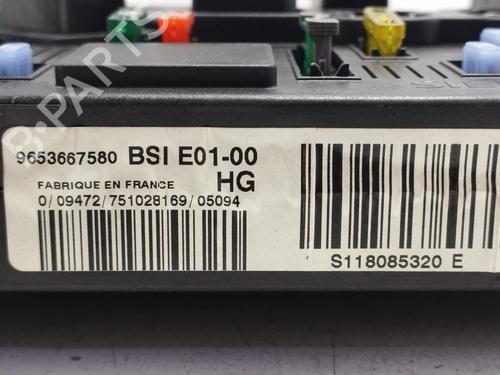 9653667580 BSI E01-00
HG
FABRIQUE EN FRANCE
0/09472/751028169/05094
S118085320 E
B-PARTS